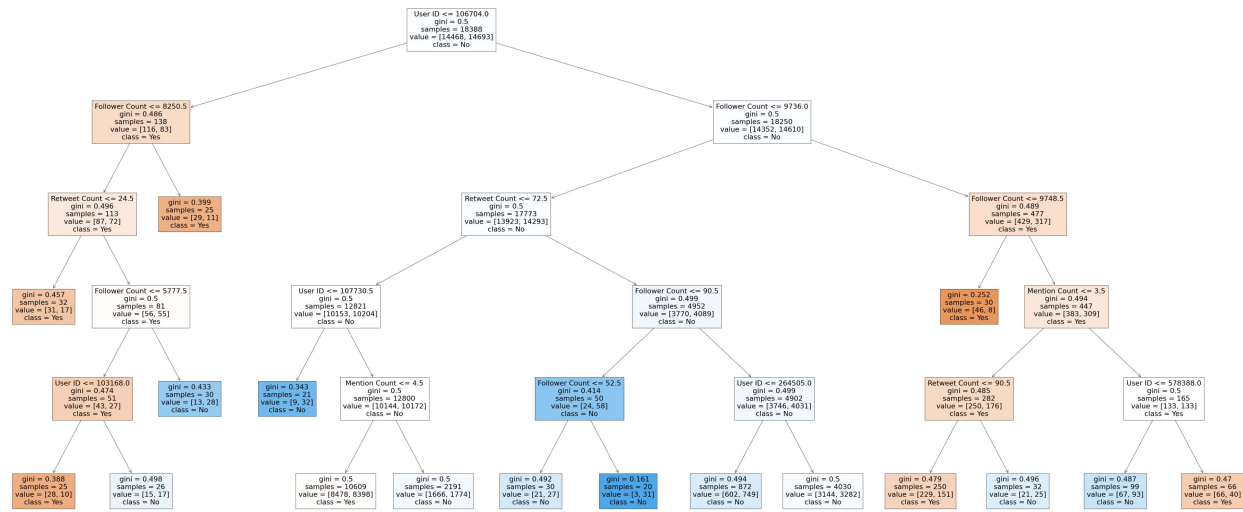 User ID <= 106704.0
gini = 0.5
samples = 18388
value = [14468, 14693]
class = No
Follower Count <= 8250.5
gini = 0.486
samples = 138
value = [116, 83]
class = Yes
Follower Count <= 9736.0
gini = 0.5
samples = 18250
value = [14352, 14610]
class = No
Retweet Count <= 24.5
gini = 0.496
samples = 113
value = [87, 72]
class = Yes
gini = 0.399
samples = 25
value = [29, 11]
class = Yes
Retweet Count <= 72.5
gini = 0.5
samples = 17773
value = [13923, 14293]
class = No
Follower Count <= 9748.5
gini = 0.489
samples = 477
value = [429, 317]
class = Yes
gini = 0.457
samples = 32
value = [31, 17]
class = Yes
Follower Count <= 5777.5
gini = 0.5
samples = 81
value = [56, 55]
class = Yes
User ID <= 107730.5
gini = 0.5
samples = 12821
value = [10153, 10204]
class = No
Follower Count <= 90.5
gini = 0.499
samples = 4952
value = [3770, 4089]
class = No
gini = 0.252
samples = 30
value = [46, 8]
class = Yes
Mention Count <= 3.5
gini = 0.494
samples = 447
value = [383, 309]
class = Yes
User ID <= 103168.0
gini = 0.474
samples = 51
value = [43, 27]
class = Yes
gini = 0.433
samples = 30
value = [13, 28]
class = No
gini = 0.343
samples = 21
value = [9, 32]
class = No
Mention Count <= 4.5
gini = 0.5
samples = 12800
value = [10144, 10172]
class = No
Follower Count <= 52.5
gini = 0.414
samples = 50
value = [24, 58]
class = No
User ID <= 264505.0
gini = 0.499
samples = 4902
value = [3746, 4031]
class = No
Retweet Count <= 90.5
gini = 0.485
samples = 282
value = [250, 176]
class = Yes
User ID <= 578388.0
gini = 0.5
samples = 165
value = [133, 133]
class = Yes
gini = 0.388
samples = 25
value = [28, 10]
class = Yes
gini = 0.498
samples = 26
value = [15, 17]
class = No
gini = 0.5
samples = 10609
value = [8478, 8398]
class = Yes
gini = 0.5
samples = 2191
value = [1666, 1774]
class = No
gini = 0.492
samples = 30
value = [21, 27]
class = No
gini = 0.161
samples = 20
value = [3, 31]
class = No
gini = 0.494
samples = 872
value = [602, 749]
class = No
gini = 0.5
samples = 4030
value = [3144, 3282]
class = No
gini = 0.479
samples = 250
value = [229, 151]
class = Yes
gini = 0.496
samples = 32
value = [21, 25]
class = No
gini = 0.487
samples = 99
value = [67, 93]
class = No
gini = 0.47
samples = 66
value = [66, 40]
class = Yes